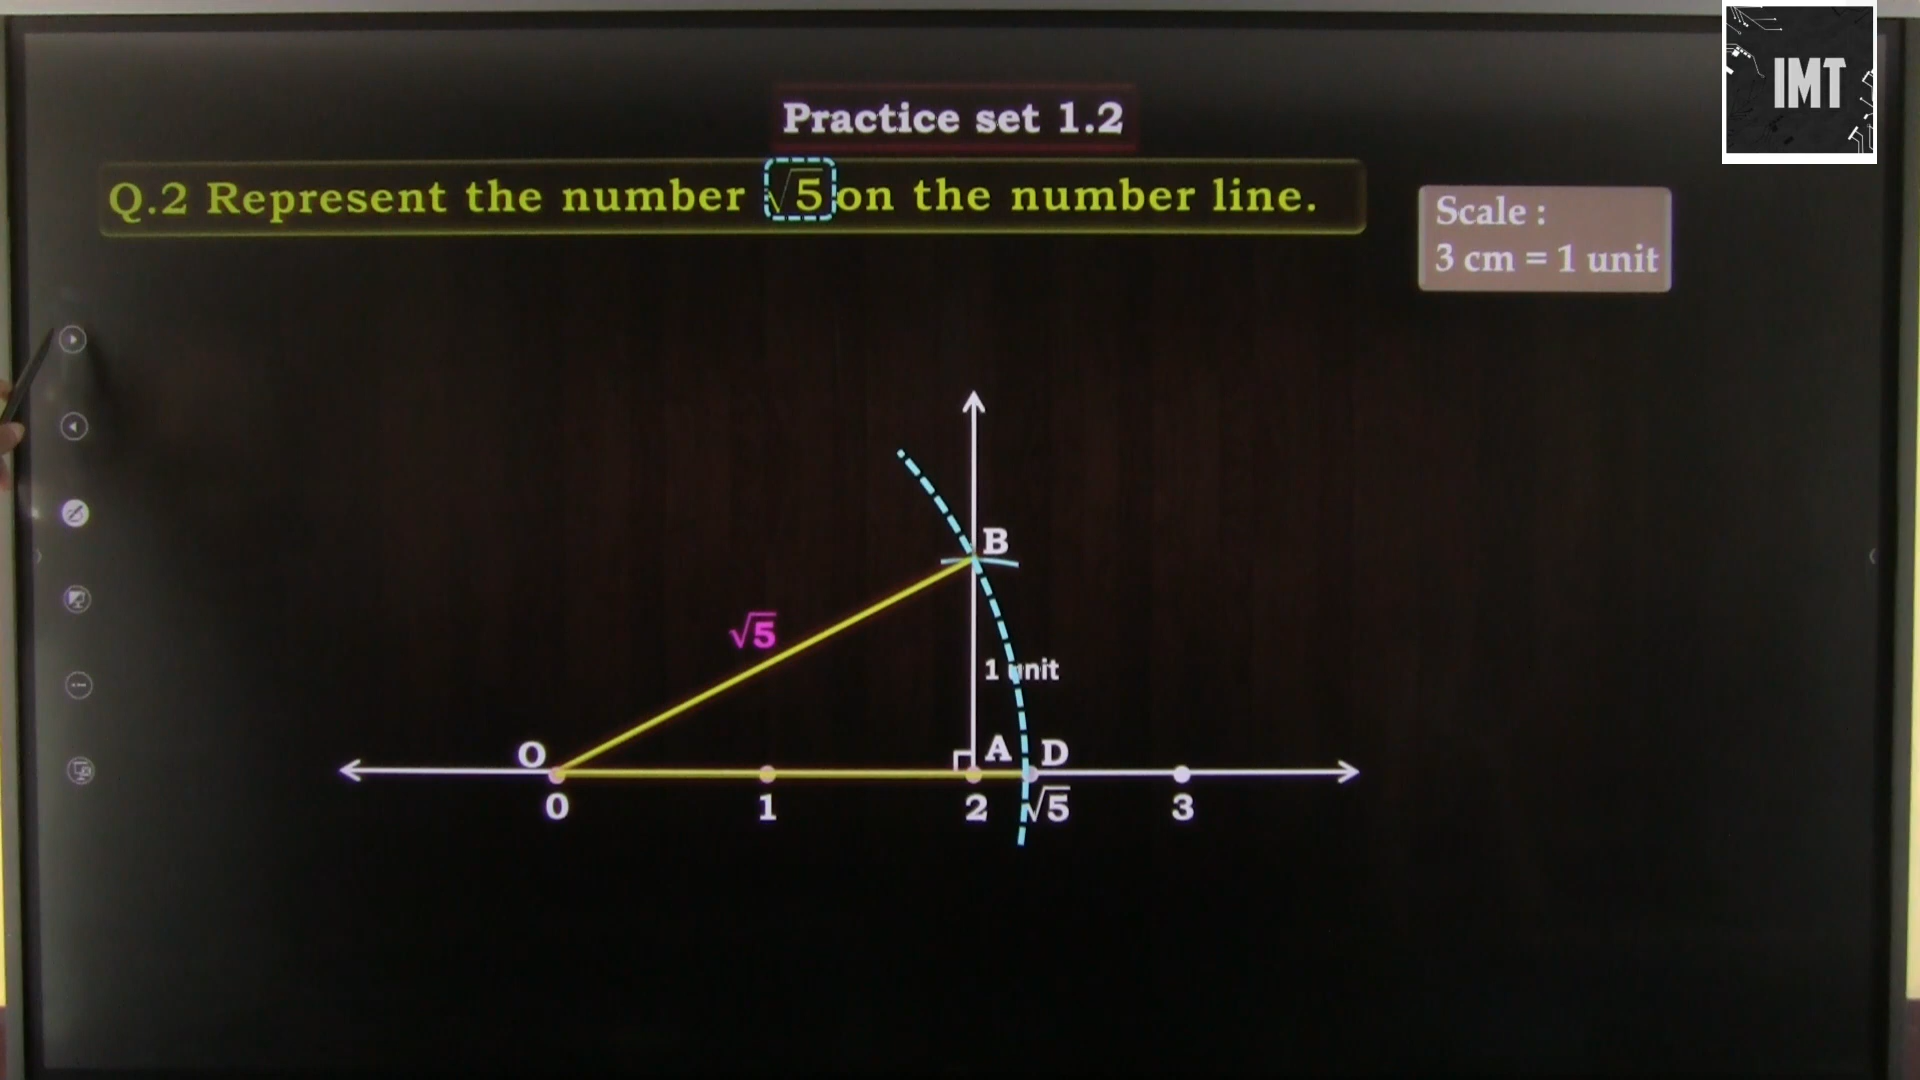 IMT
Practice set 1.2
Q.2 Represent the number √5 on the number line.
Scale :
3 cm = 1 unit
B
√5
1 unit
O
A
D
0
1
2
√5
3